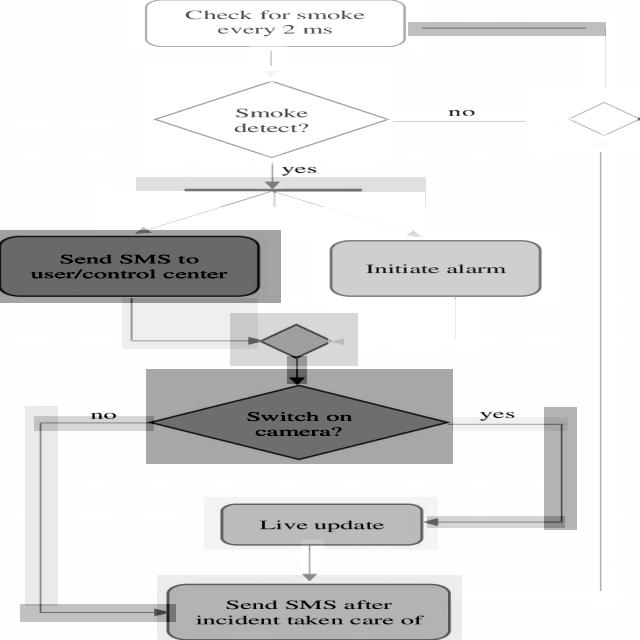 Check for smoke
every 2 ms
Smoke
detect?
no
yes
Send SMS to
user/control center
Initiate alarm
no
Switch on
camera?
yes
Live update
Send SMS after
incident taken care of